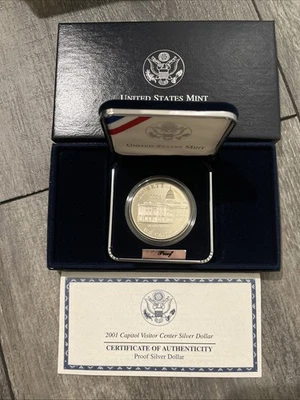 UNITED STATES MINT
UNITED STATES MINT
Proof
2001 Capitol Visitor Center Silver Dollar
CERTIFICATE OF AUTHENTICITY
Proof Silver Dollar